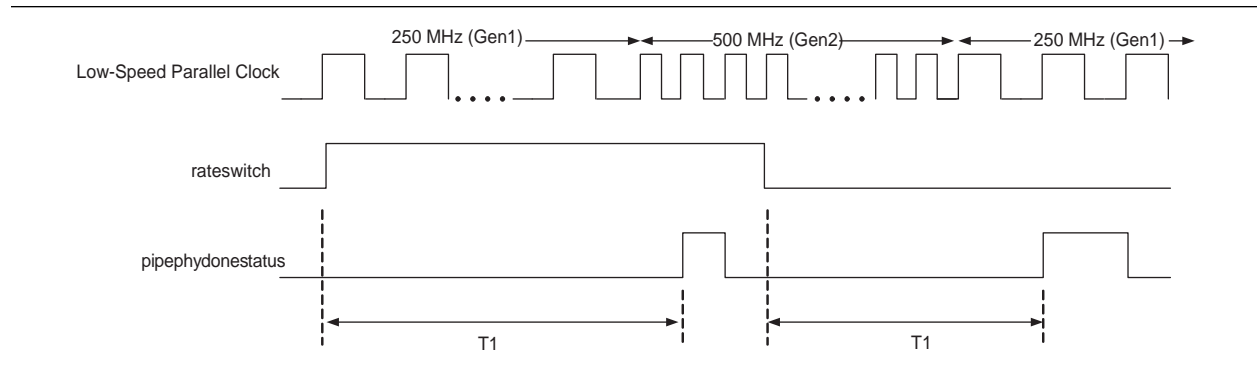 250 MHz (Gen1)
500 MHz (Gen2)
250 MHz (Gen1)
Low-Speed Parallel Clock
rateswitch
pipephydonestatus
T1
T1